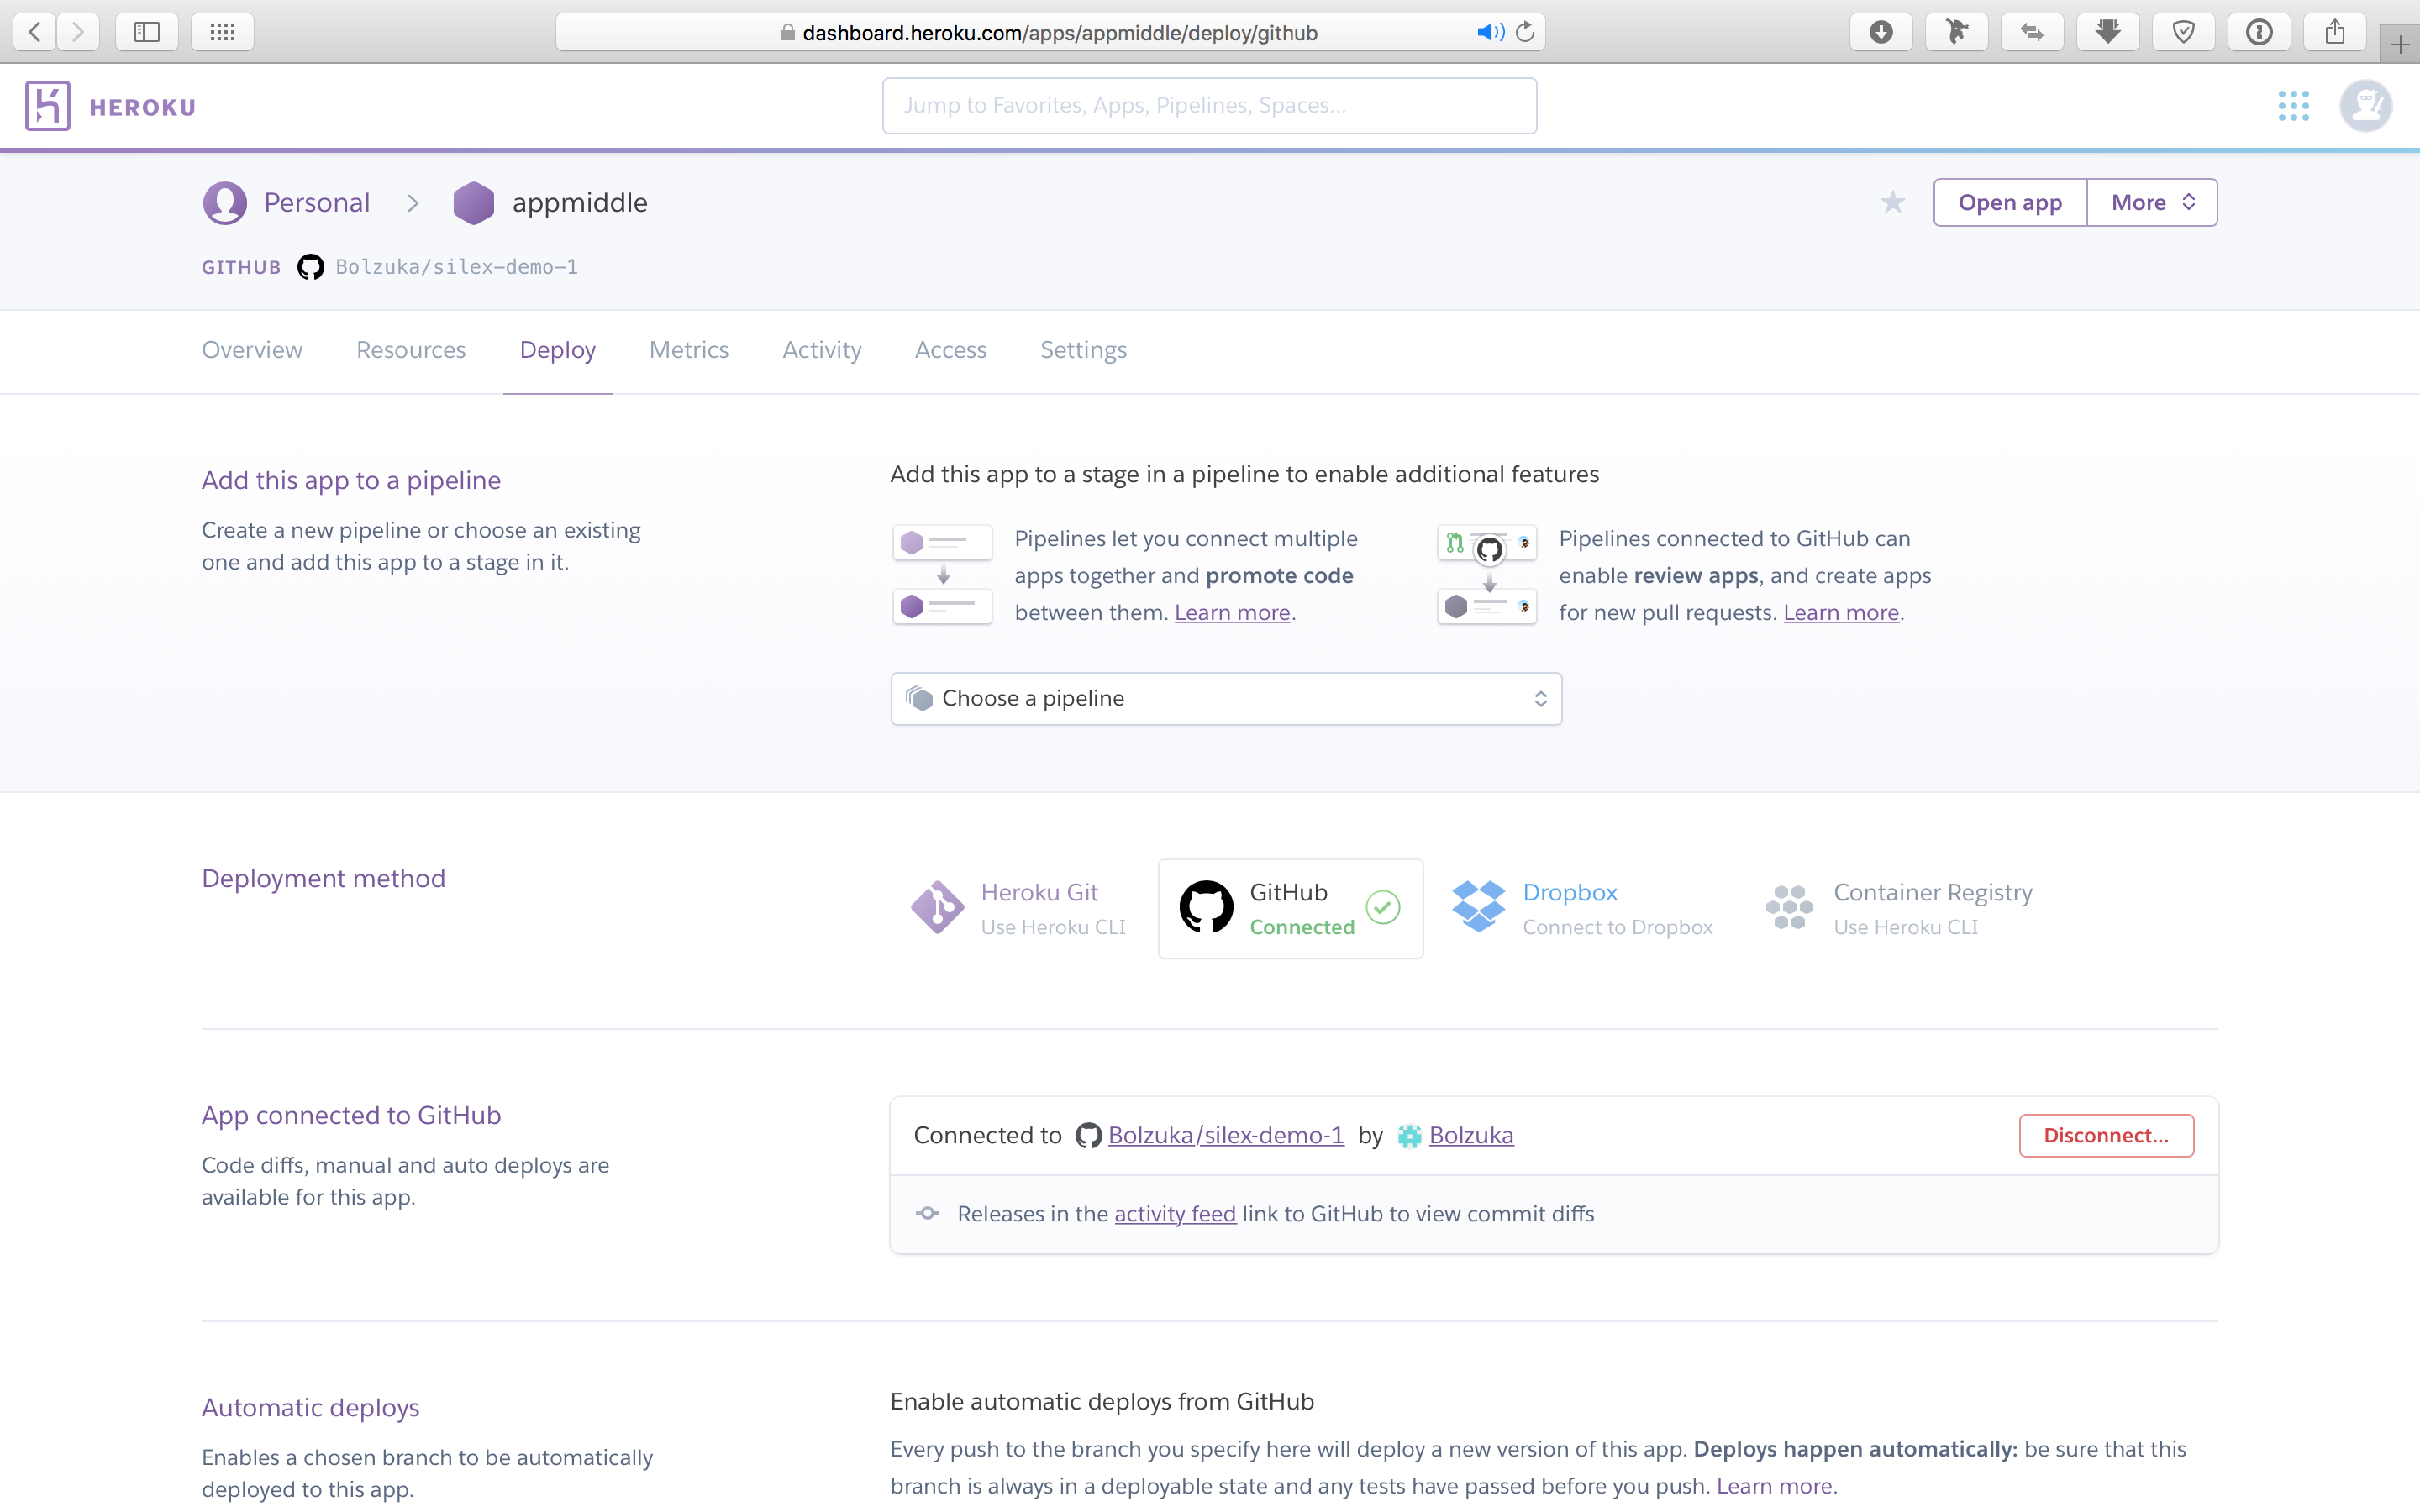 dashboard.heroku.com/apps/appmiddle/deploy/github
HEROKU
Jump to Favorites, Apps, Pipelines, Spaces...
Personal > appmiddle
Open app
More
GITHUB Bolzuka/silex-demo-1
Overview Resources Deploy Metrics Activity Access Settings
Add this app to a pipeline
Create a new pipeline or choose an existing
one and add this app to a stage in it.
Add this app to a stage in a pipeline to enable additional features
Pipelines let you connect multiple
apps together and promote code
between them. Learn more.
Pipelines connected to GitHub can
enable review apps, and create apps
for new pull requests. Learn more.
Choose a pipeline
Deployment method
Heroku Git
Use Heroku CLI
GitHub
Connected
Dropbox
Connect to Dropbox
Container Registry
Use Heroku CLI
App connected to GitHub
Code diffs, manual and auto deploys are
available for this app.
Connected to Bolzuka/silex-demo-1 by Bolzuka
Disconnect...
Releases in the activity feed link to GitHub to view commit diffs
Automatic deploys
Enables a chosen branch to be automatically
deployed to this app.
Enable automatic deploys from GitHub
Every push to the branch you specify here will deploy a new version of this app. Deploys happen automatically: be sure that this
branch is always in a deployable state and any tests have passed before you push. Learn more.